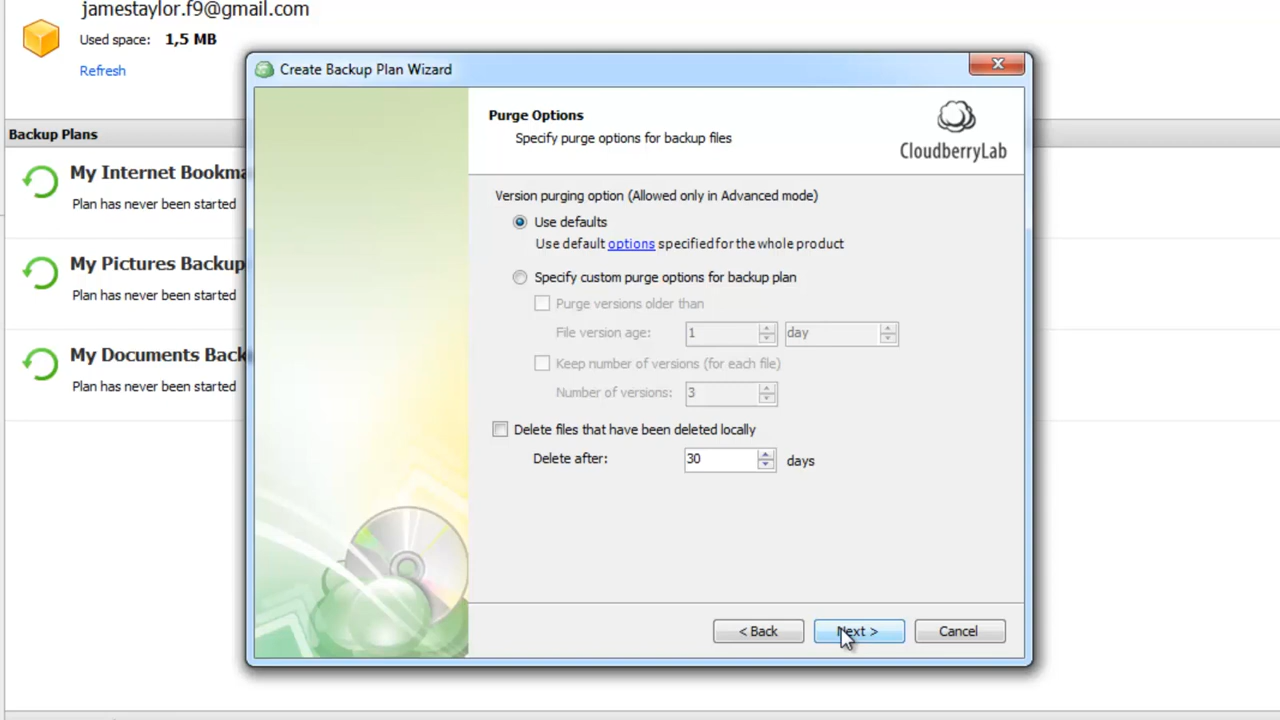 jamestaylor.f9@gmail.com
Used space: 1,5 MB
Refresh
Backup Plans
My Internet Bookma
Plan has never been started
My Pictures Backup
Plan has never been started
My Documents Back
Plan has never been started
Create Backup Plan Wizard
Purge Options
Specify purge options for backup files
CloudberryLab
Version purging option (Allowed only in Advanced mode)
Use defaults
Use default options specified for the whole product
Specify custom purge options for backup plan
Purge versions older than
File version age: 1 day
Keep number of versions (for each file)
Number of versions: 3
Delete files that have been deleted locally
Delete after: 30 days
< Back Next > Cancel